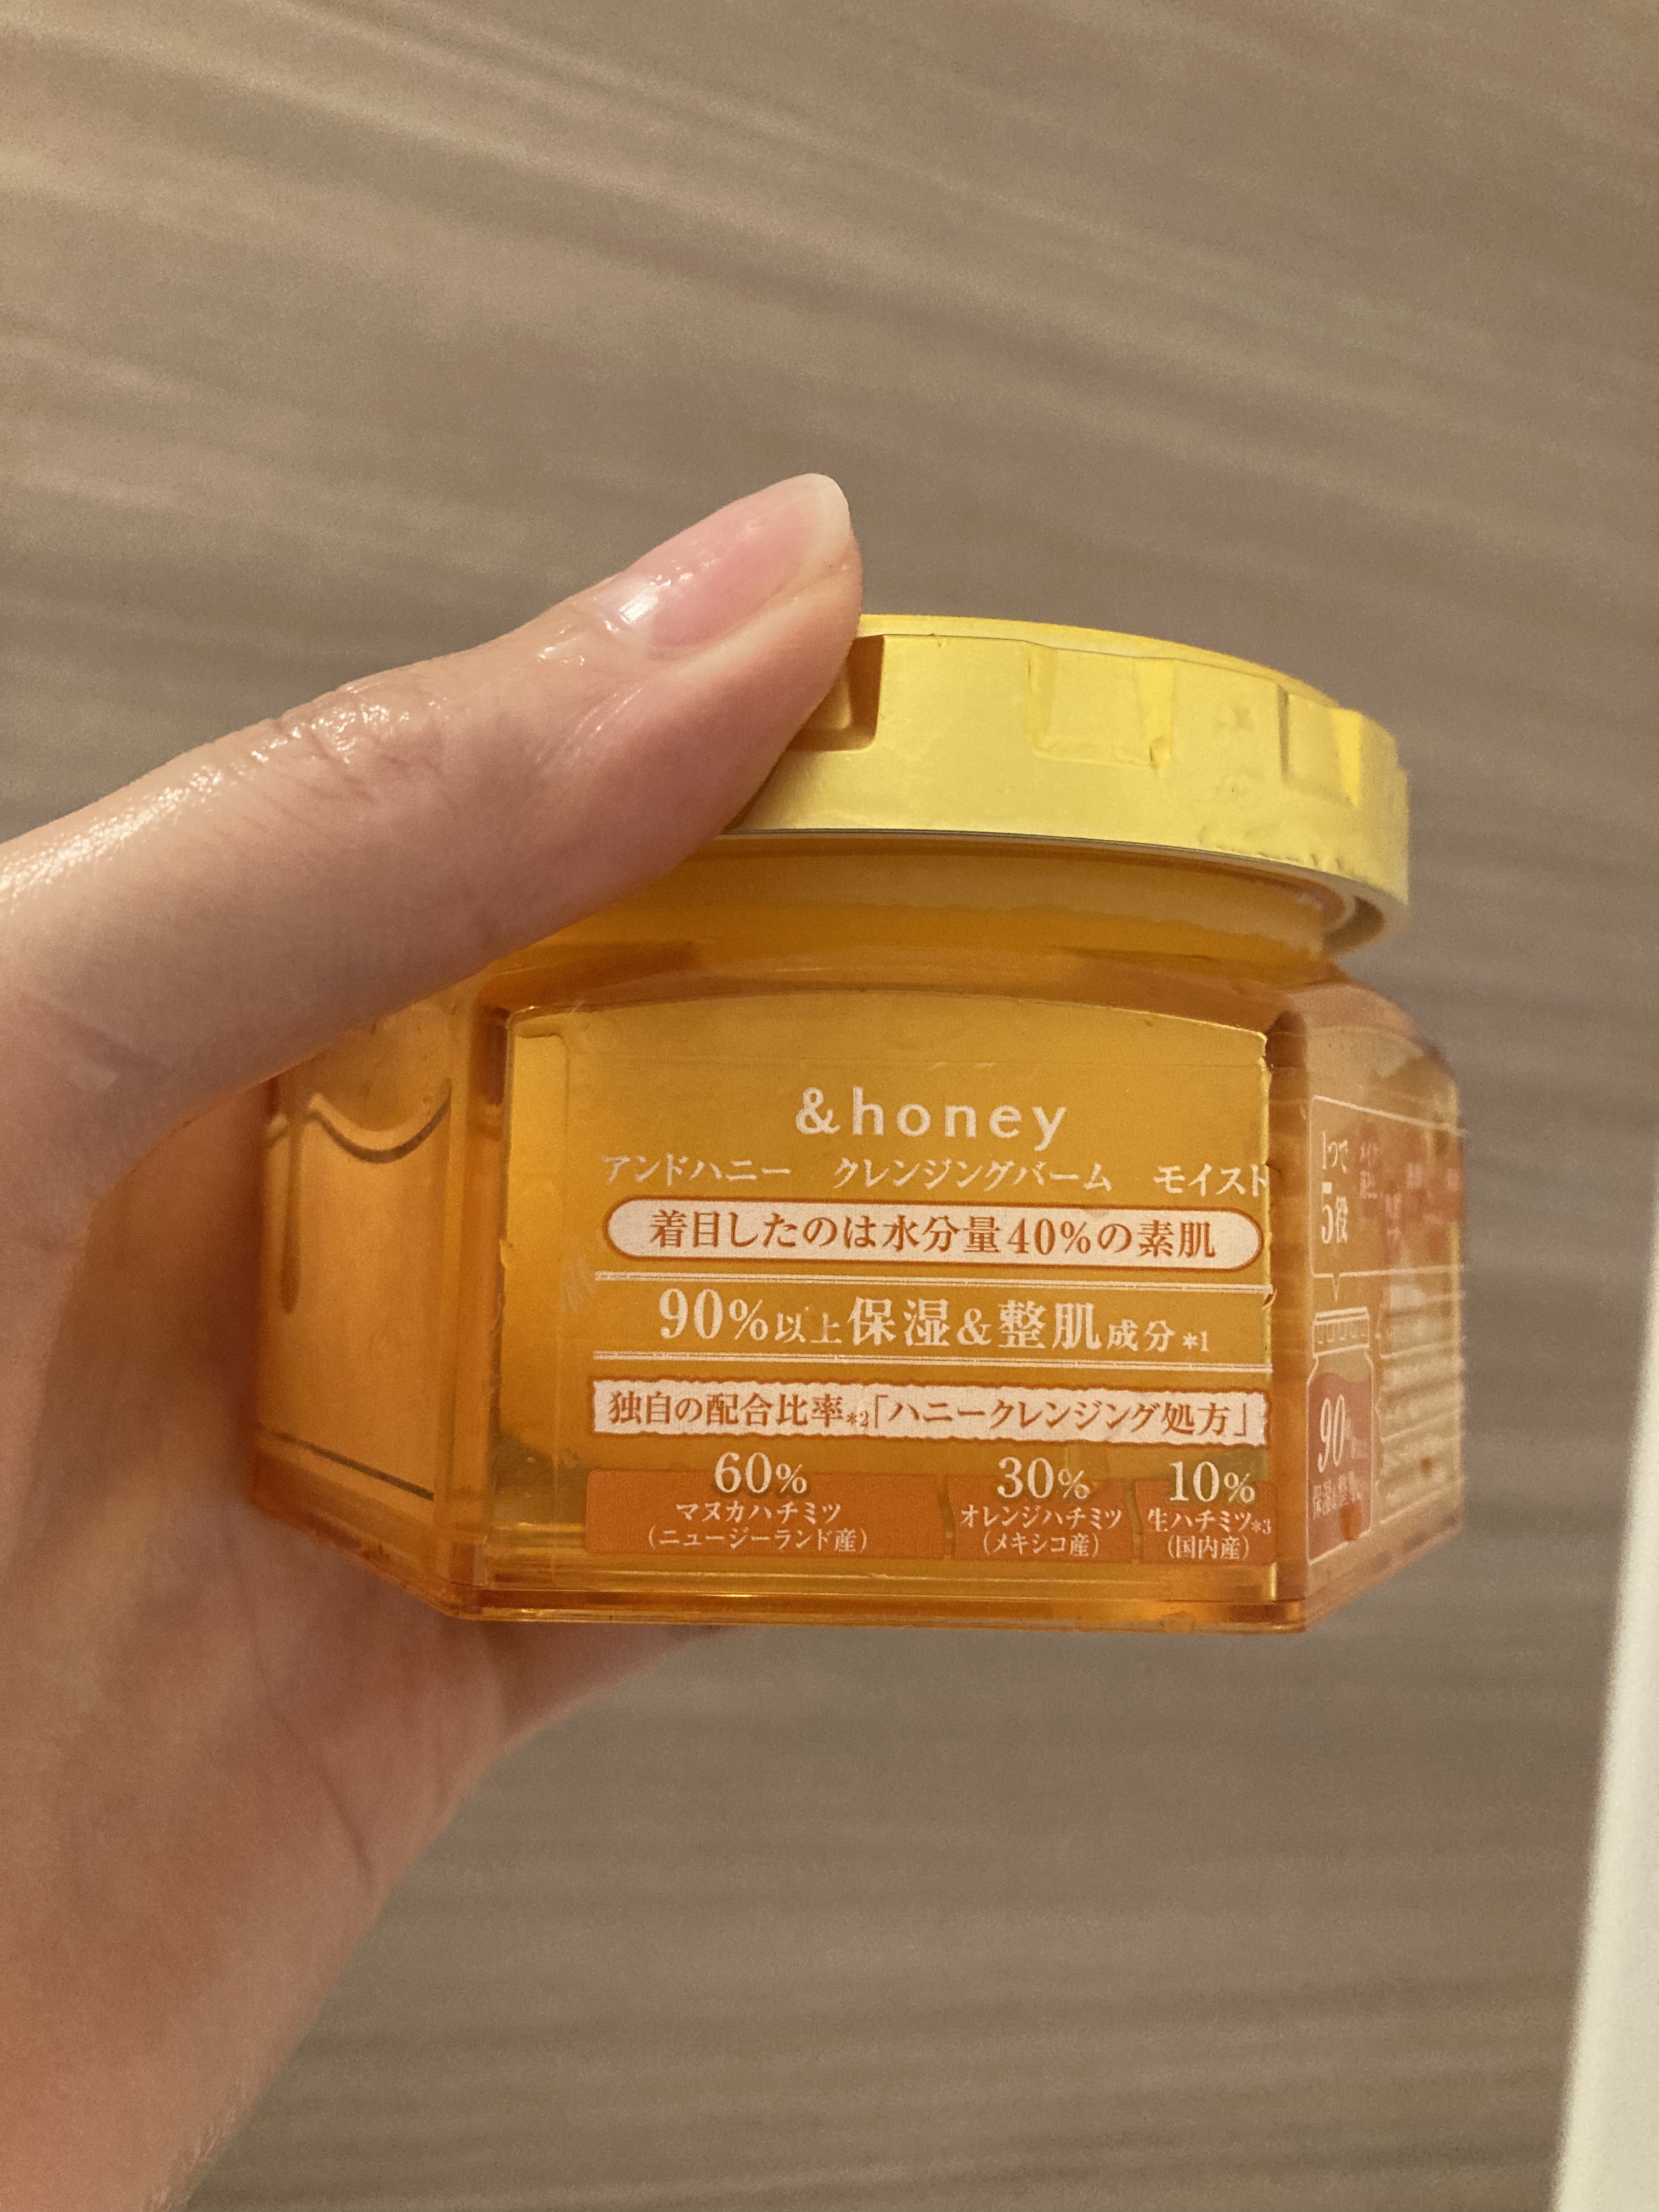 &honey
アンドハニー クレンジングバーム モイスト
着目したのは水分量40%の素肌
90%以上保湿&整肌成分*1
独自の配合比率*2「ハニークレンジング処方」
60% 30% 10%
マヌカハチミツ オレンジハチミツ 生ハチミツ*3
(ニュージーランド産) (メキシコ産) (国内産)
1つで
5役
90
保湿&整肌